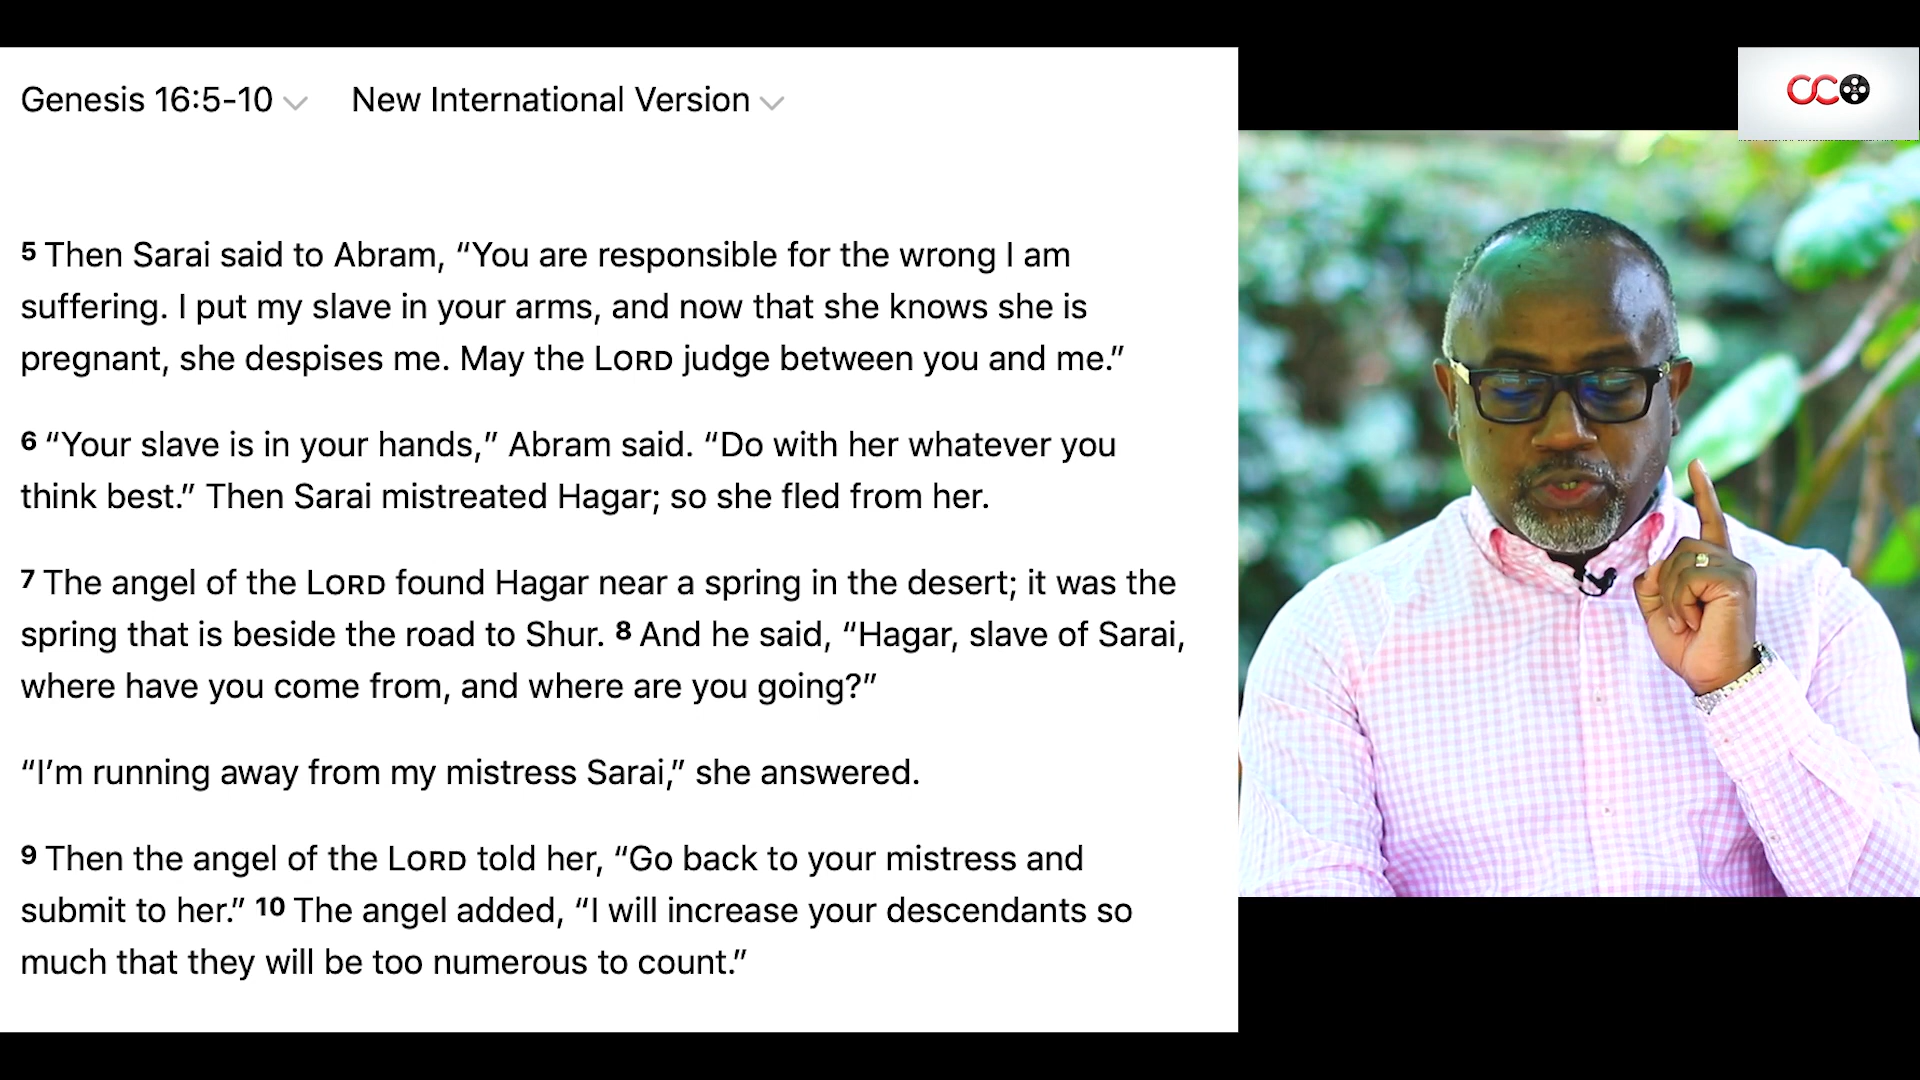 Genesis 16:5-10 New International Version
CC
5 Then Sarai said to Abram, “You are responsible for the wrong I am
suffering. I put my slave in your arms, and now that she knows she is
pregnant, she despises me. May the LORD judge between you and me.”
6 “Your slave is in your hands,” Abram said. “Do with her whatever you
think best.” Then Sarai mistreated Hagar; so she fled from her.
7 The angel of the LORD found Hagar near a spring in the desert; it was the
spring that is beside the road to Shur. 8 And he said, “Hagar, slave of Sarai,
where have you come from, and where are you going?”
“I’m running away from my mistress Sarai,” she answered.
9 Then the angel of the LORD told her, “Go back to your mistress and
submit to her.” 10 The angel added, “I will increase your descendants so
much that they will be too numerous to count.”